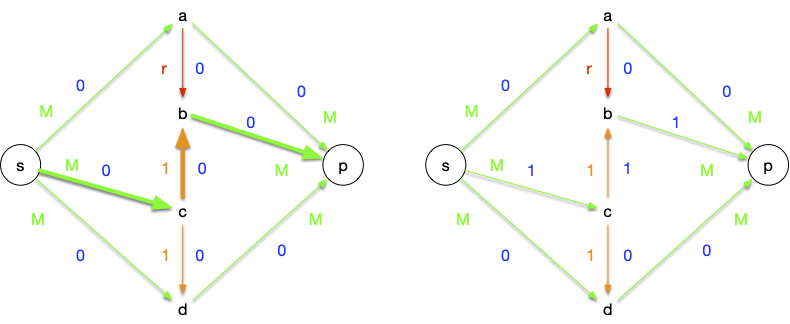 a a
0 r 0 0 0 r 0 0
M M M M
b b
0 1
s M 0 1 0 M p s M 1 1 1 M p
c c
M M M M
0 1 0 0 0 1 0 0
d d